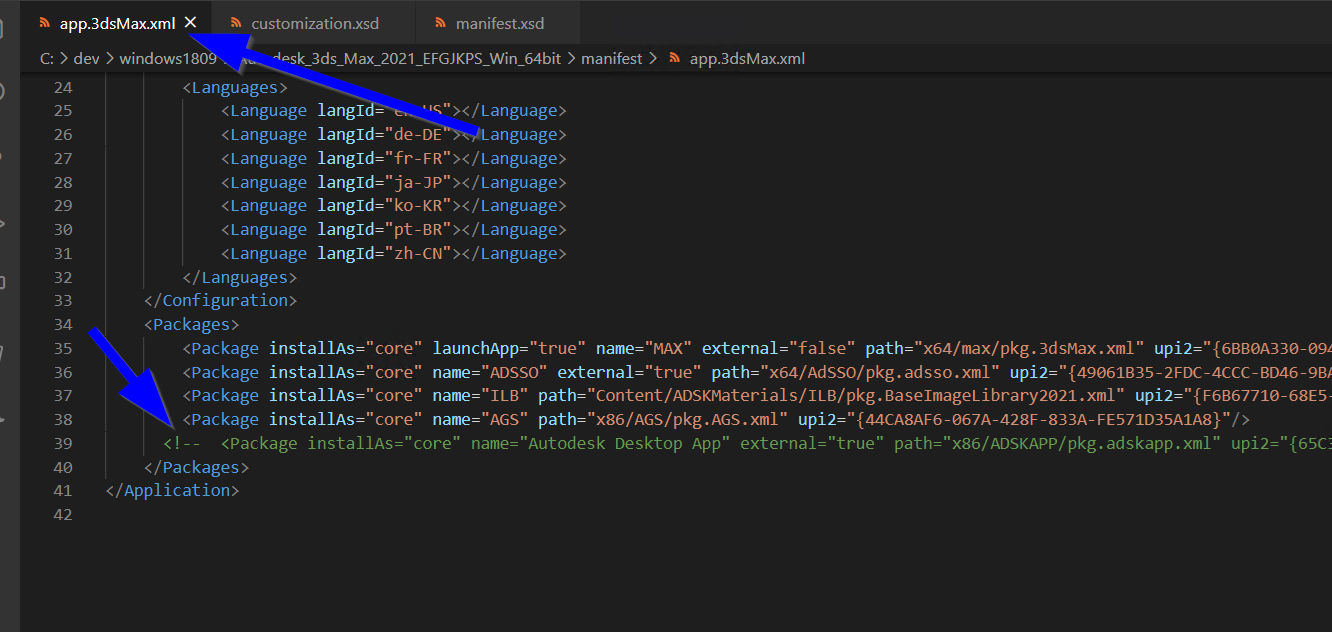 app.3dsMax.xml customization.xsd manifest.xsd
C: > dev > windows1809 desk_3ds_Max_2021_EFGJKPS_Win_64bit > manifest > app.3dsMax.xml
24 <Languages>
25 <Language langId=" "></Language>
26 <Language langId="de-DE"></Language>
27 <Language langId="fr-FR"></Language>
28 <Language langId="ja-JP"></Language>
29 <Language langId="ko-KR"></Language>
30 <Language langId="pt-BR"></Language>
31 <Language langId="zh-CN"></Language>
32 </Languages>
33 </Configuration>
34 <Packages>
35 <Package installAs="core" launchApp="true" name="MAX" external="false" path="x64/max/pkg.3dsMax.xml" upi2="{6BB0A330-094
36 <Package installAs="core" name="ADSSO" external="true" path="x64/AdSSO/pkg.adsso.xml" upi2="{49061B35-2FDC-4CCC-BD46-9BA
37 <Package installAs="core" name="ILB" path="Content/ADSKMaterials/ILB/pkg.BaseImageLibrary2021.xml" upi2="{F6B67710-68E5-
38 <Package installAs="core" name="AGS" path="x86/AGS/pkg.AGS.xml" upi2="{44CA8AF6-067A-428F-833A-FE571D35A1A8}"/>
39 <!-- <Package installAs="core" name="Autodesk Desktop App" external="true" path="x86/ADSKAPP/pkg.adskapp.xml" upi2="{65C3
40 </Packages>
41 </Application>
42